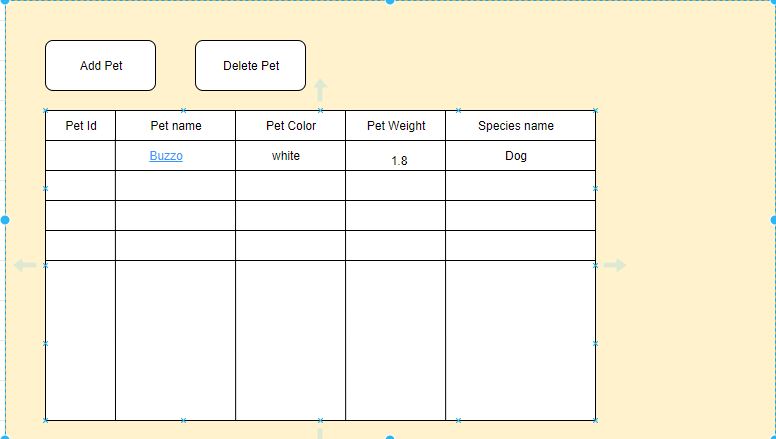 Add Pet
Delete Pet
Pet Id Pet name Pet Color Pet Weight Species name
Buzzo white 1.8 Dog